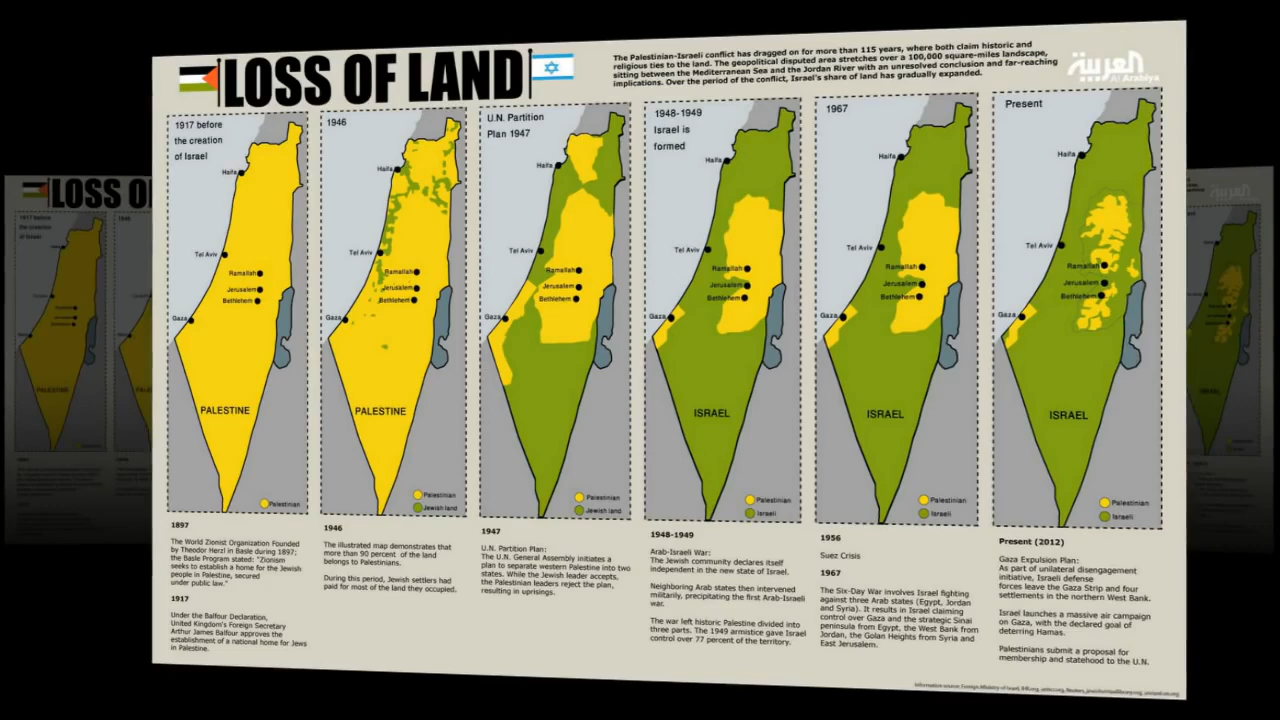 LOSS OF LAND
The Palestinian-Israeli conflict has dragged on for more than 115 years, where both claim historic and
religious ties to the land. The geopolitical disputed area stretches over a 100,000 square-miles landscape,
sitting between the Mediterranean Sea and the Jordan River with an unresolved conclusion and far-reaching
implications. Over the period of the conflict, Israel's share of land has gradually expanded.
العربية
Al Arabiya
1917 before
the creation
of Israel
Haifa
Tel Aviv
Ramallah
Jerusalem
Bethlehem
Gaza
PALESTINE
Palestinian
1946
Haifa
Tel Aviv
Ramallah
Jerusalem
Bethlehem
Gaza
PALESTINE
Palestinian
Jewish land
U.N. Partition
Plan 1947
Haifa
Tel Aviv
Ramallah
Jerusalem
Bethlehem
Gaza
Palestinian
Jewish land
1948-1949
Israel is
formed
Haifa
Tel Aviv
Ramallah
Jerusalem
Bethlehem
Gaza
ISRAEL
Palestinian
Israeli
1967
Haifa
Tel Aviv
Ramallah
Jerusalem
Bethlehem
Gaza
ISRAEL
Palestinian
Israeli
Present
Haifa
Tel Aviv
Ramallah
Jerusalem
Bethlehem
Gaza
ISRAEL
Palestinian
Israeli
1897
The World Zionist Organization Founded
by Theodor Herzl in Basle during 1897;
the Basle Program stated: "Zionism
seeks to establish a home for the Jewish
people in Palestine, secured
under public law."
1917
Under the Balfour Declaration,
United Kingdom's Foreign Secretary
Arthur James Balfour approves the
establishment of a national home for Jews
in Palestine.
1946
The illustrated map demonstrates that
more than 90 percent of the land
belongs to Palestinians.
During this period, Jewish settlers had
paid for most of the land they occupied.
1947
U.N. Partition Plan:
The U.N. General Assembly initiates a
plan to separate western Palestine into two
states. While the Jewish leader accepts,
the Palestinian leaders reject the plan,
resulting in uprisings.
1948-1949
Arab-Israeli War:
The Jewish community declares itself
independent in the new state of Israel.
Neighboring Arab states then intervened
militarily, precipitating the first Arab-Israeli
war.
The war left historic Palestine divided into
three parts. The 1949 armistice gave Israel
control over 77 percent of the territory.
1956
Suez Crisis
1967
The Six-Day War involves Israel fighting
against three Arab states (Egypt, Jordan
and Syria). It results in Israel claiming
control over Gaza and the strategic Sinai
peninsula from Egypt, the West Bank from
Jordan, the Golan Heights from Syria and
East Jerusalem.
Present (2012)
Gaza Expulsion Plan:
As part of unilateral disengagement
initiative, Israeli defense
forces leave the Gaza Strip and four
settlements in the northern West Bank.
Israel launches a massive air campaign
on Gaza, with the declared goal of
deterring Hamas.
Palestinians submit a proposal for
membership and statehood to the U.N.
Information source: Foreign Ministry of Israel,
LOSS OF
1917 before
the creation
of Israel
PALESTINE
1946
ISRAEL